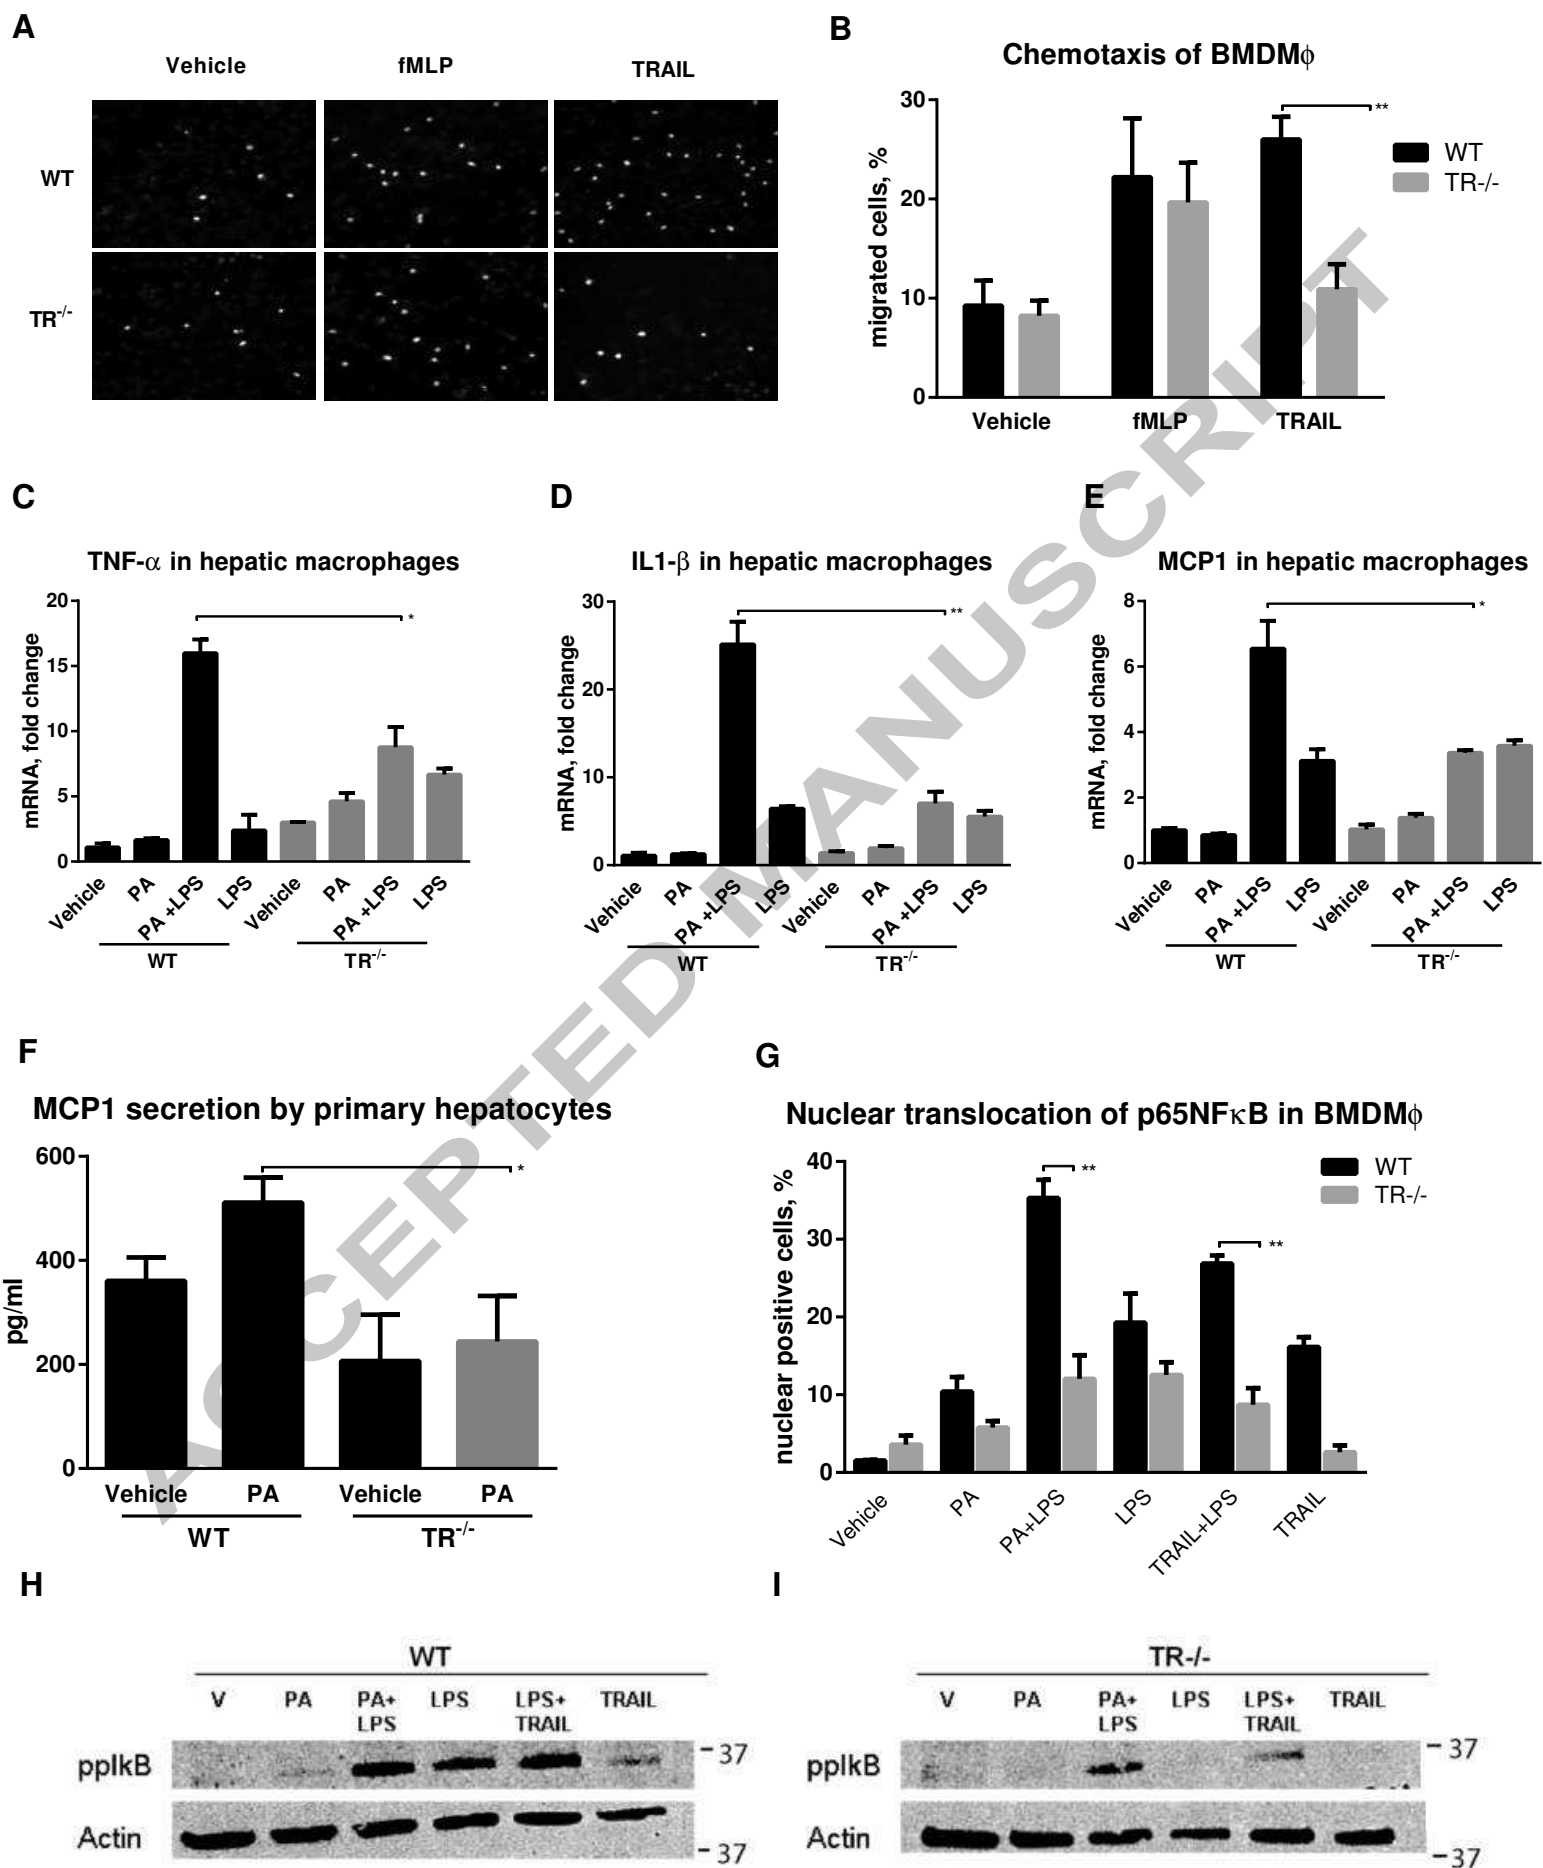 A
Vehicle
fMLP
TRAIL
WT
TR-/-
B
Chemotaxis of BMDMϕ
migrated cells, %
30
20
10
0
Vehicle
fMLP
TRAIL
**
WT
TR-/-
C
TNF-α in hepatic macrophages
mRNA, fold change
20
15
10
5
0
*
Vehicle
PA
PA +LPS
LPS
Vehicle
PA
PA +LPS
LPS
WT
TR-/-
D
IL1-β in hepatic macrophages
mRNA, fold change
30
20
10
0
**
Vehicle
PA
PA +LPS
LPS
Vehicle
PA
PA +LPS
LPS
WT
TR-/-
E
MCP1 in hepatic macrophages
mRNA, fold change
8
6
4
2
0
*
Vehicle
PA
PA +LPS
LPS
Vehicle
PA
PA +LPS
LPS
WT
TR-/-
ACCEPTED MANUSCRIPT
F
MCP1 secretion by primary hepatocytes
pg/ml
600
400
200
0
*
Vehicle
PA
Vehicle
PA
WT
TR-/-
G
Nuclear translocation of p65NFκB in BMDMϕ
nuclear positive cells, %
40
30
20
10
0
**
**
WT
TR-/-
Vehicle
PA
PA+LPS
LPS
TRAIL+LPS
TRAIL
H
WT
V
PA
PA+
LPS
LPS
LPS+
TRAIL
TRAIL
ppIkB
37
Actin
37
I
TR-/-
V
PA
PA+
LPS
LPS
LPS+
TRAIL
TRAIL
ppIkB
37
Actin
37